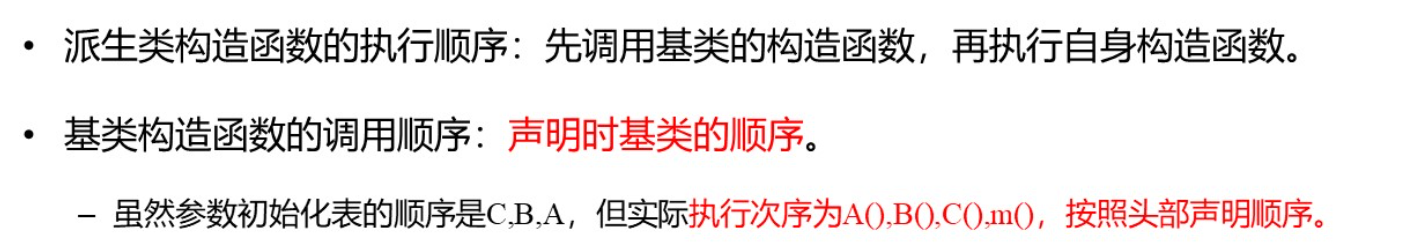 • 派生类构造函数的执行顺序：先调用基类的构造函数，再执行自身构造函数。
• 基类构造函数的调用顺序：声明时基类的顺序。
– 虽然参数初始化表的顺序是C,B,A，但实际执行次序为A(),B(),C(),m()，按照头部声明顺序。